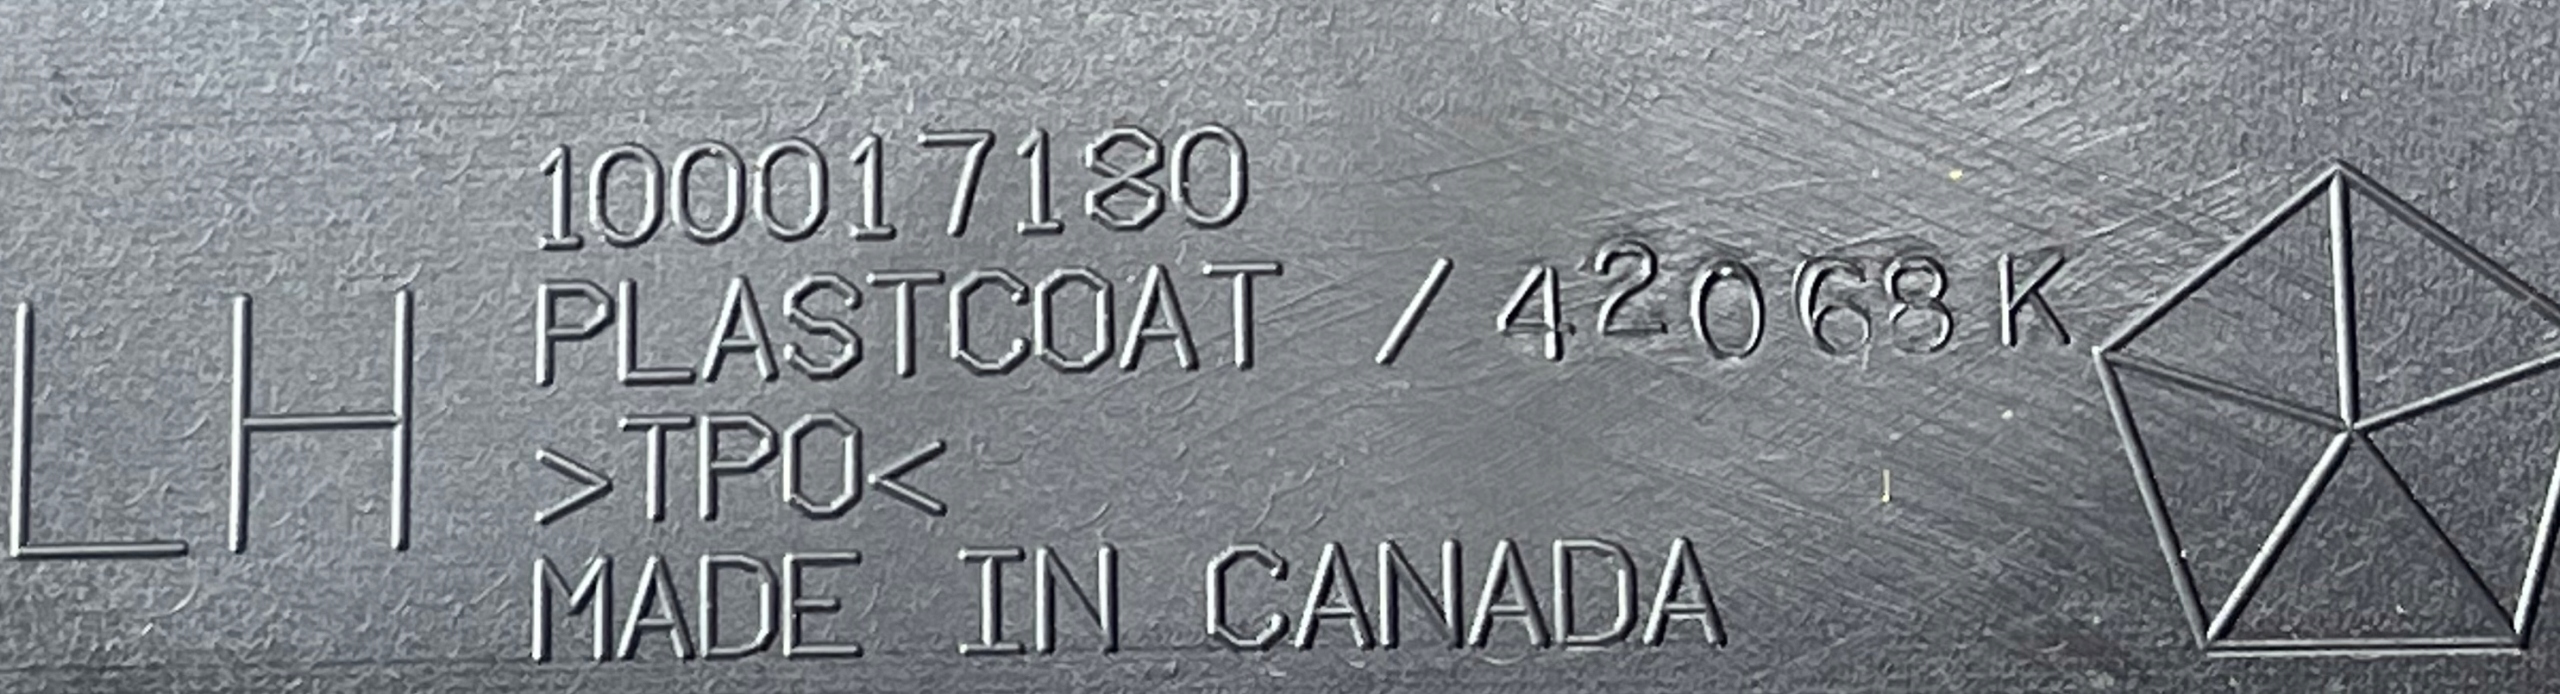 LH
100017180
PLASTCOAT / 42068K
>TPO<
MADE IN CANADA